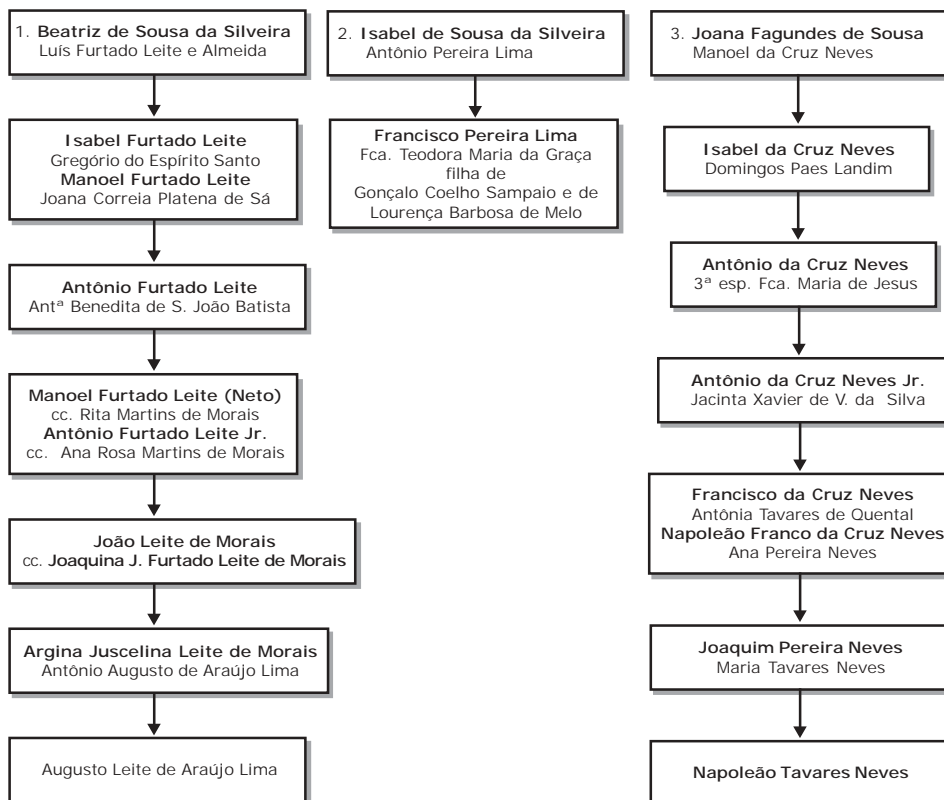 1. Beatriz de Sousa da Silveira
Luís Furtado Leite e Almeida
Isabel Furtado Leite
Gregório do Espírito Santo
Manoel Furtado Leite
Joana Correia Platena de Sá
Antônio Furtado Leite
Antª Benedita de S. João Batista
Manoel Furtado Leite (Neto)
cc. Rita Martins de Morais
Antônio Furtado Leite Jr.
cc. Ana Rosa Martins de Morais
João Leite de Morais
cc. Joaquina J. Furtado Leite de Morais
Argina Juscelina Leite de Morais
Antônio Augusto de Araújo Lima
Augusto Leite de Araújo Lima
2. Isabel de Sousa da Silveira
Antônio Pereira Lima
Francisco Pereira Lima
Fca. Teodora Maria da Graça
filha de
Gonçalo Coelho Sampaio e de
Lourença Barbosa de Melo
3. Joana Fagundes de Sousa
Manoel da Cruz Neves
Isabel da Cruz Neves
Domingos Paes Landim
Antônio da Cruz Neves
3ª esp. Fca. Maria de Jesus
Antônio da Cruz Neves Jr.
Jacinta Xavier de V. da Silva
Francisco da Cruz Neves
Antônia Tavares de Quental
Napoleão Franco da Cruz Neves
Ana Pereira Neves
Joaquim Pereira Neves
Maria Tavares Neves
Napoleão Tavares Neves